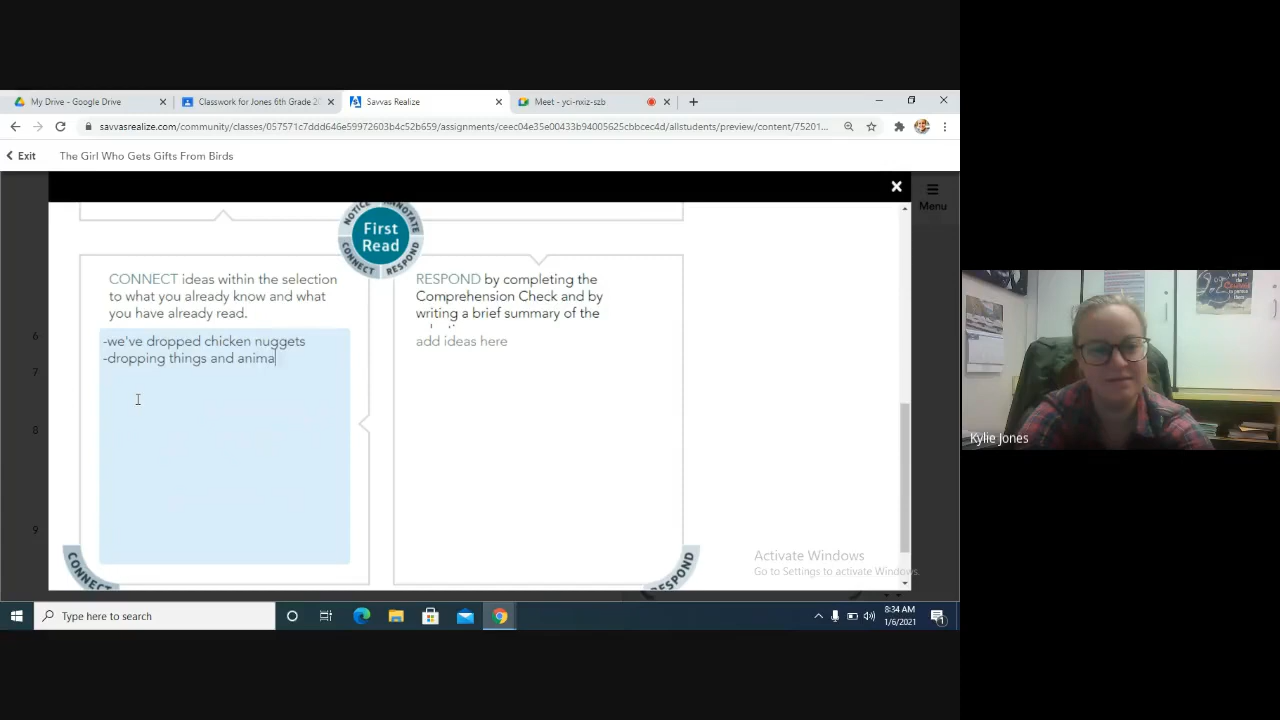 My Drive - Google Drive
Classwork for Jones 6th Grade 20
Savvas Realize
Meet - yci-nxiz-szb
savvasrealize.com/community/classes/057571c7ddd646e59972603b4c52b659/assignments/ceec04e35e00433b94005625cbbcec4d/allstudents/preview/content/75201...
Exit
The Girl Who Gets Gifts From Birds
Menu
NOTICE
ANNOTATE
First
Read
CONNECT
RESPOND
CONNECT ideas within the selection
to what you already know and what
you have already read.
-we've dropped chicken nuggets
-dropping things and anima
RESPOND by completing the
Comprehension Check and by
writing a brief summary of the
add ideas here
6
7
8
9
CONNECT
RESPOND
Activate Windows
Go to Settings to activate Windows.
Type here to search
8:34 AM
1/6/2021
1
Kylie Jones